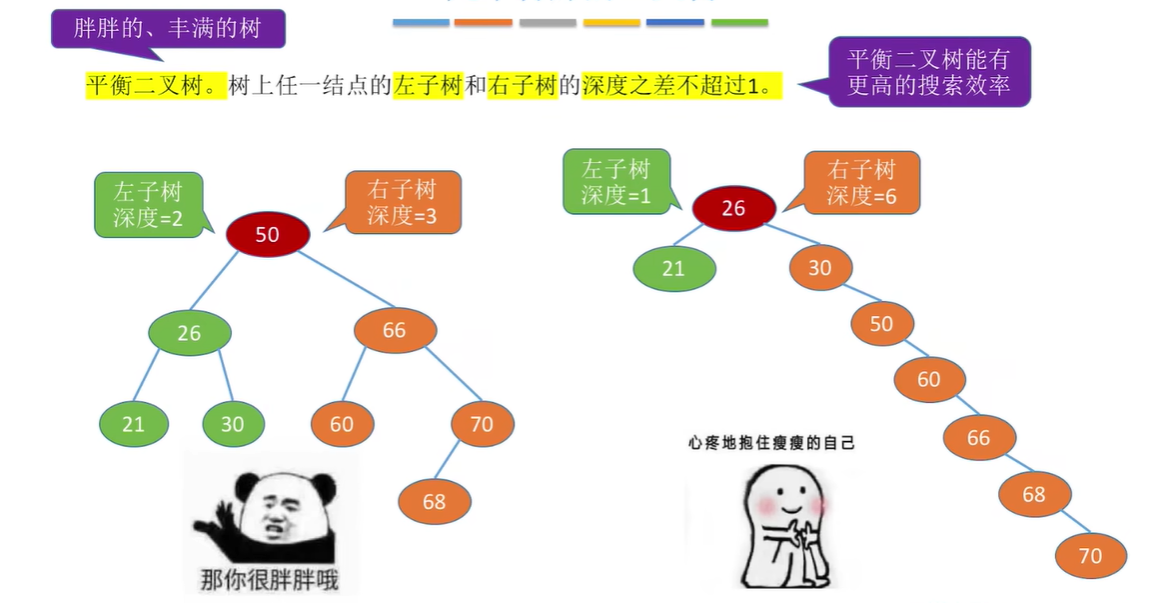 胖胖的、丰满的树
平衡二叉树。树上任一结点的左子树和右子树的深度之差不超过1。
平衡二叉树能有
更高的搜索效率
左子树
深度=2
右子树
深度=3
50
26
66
21
30
60
70
68
那你很胖胖哦
左子树
深度=1
右子树
深度=6
26
21
30
50
60
66
68
70
心疼地抱住瘦瘦的自己